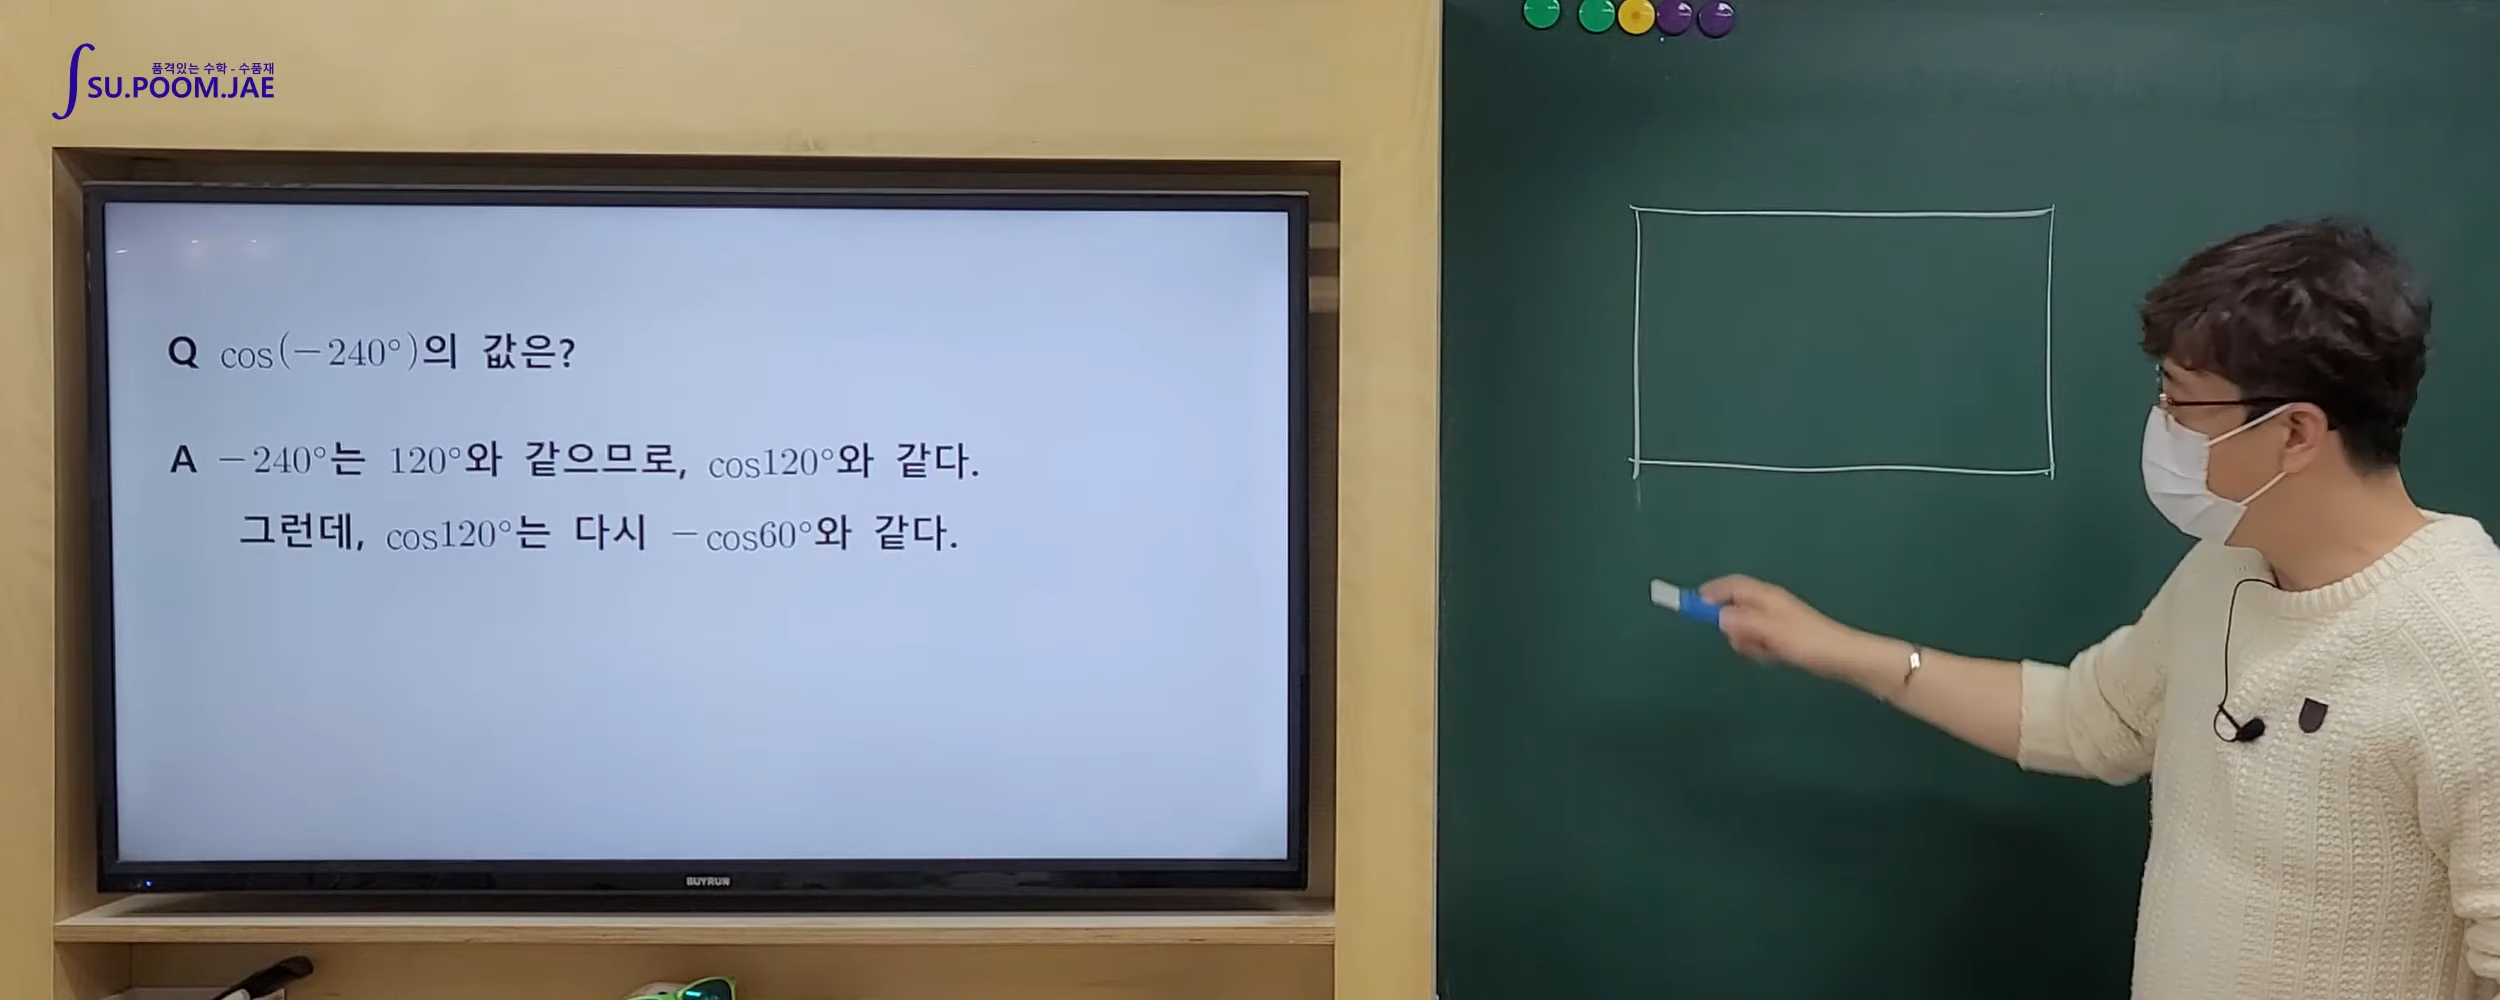 품격있는 수학 - 수품재
SU.POOM.JAE
Q cos(-240°)의 값은?
A -240°는 120°와 같으므로, cos120°와 같다.
그런데, cos120°는 다시 -cos60°와 같다.
BUYRUN